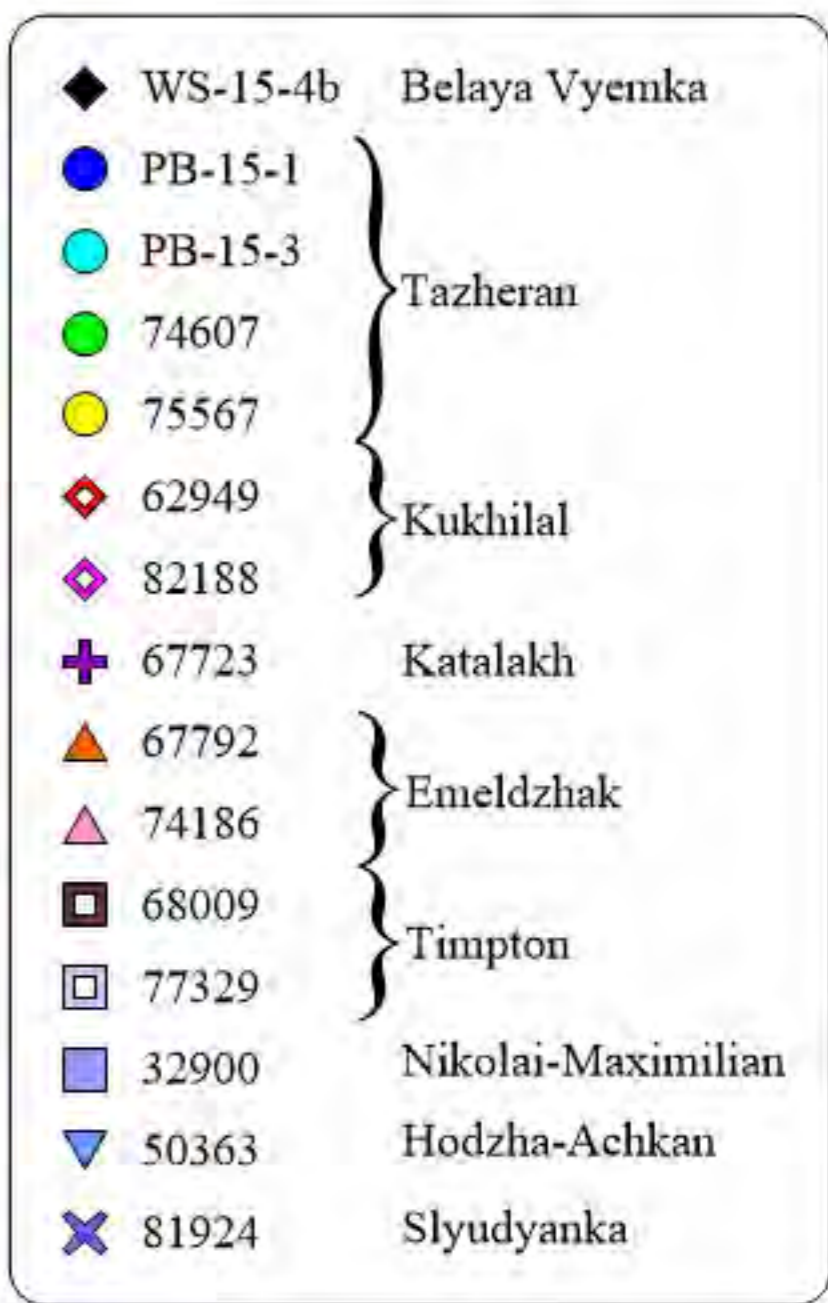 WS-15-4b Belaya Vyemka
PB-15-1
PB-15-3
Tazheran
74607
75567
62949
Kukhilal
82188
67723 Katalakh
67792
Emeldzhak
74186
68009
Timpton
77329
32900 Nikolai-Maximilian
50363 Hodzha-Achkan
81924 Slyudyanka